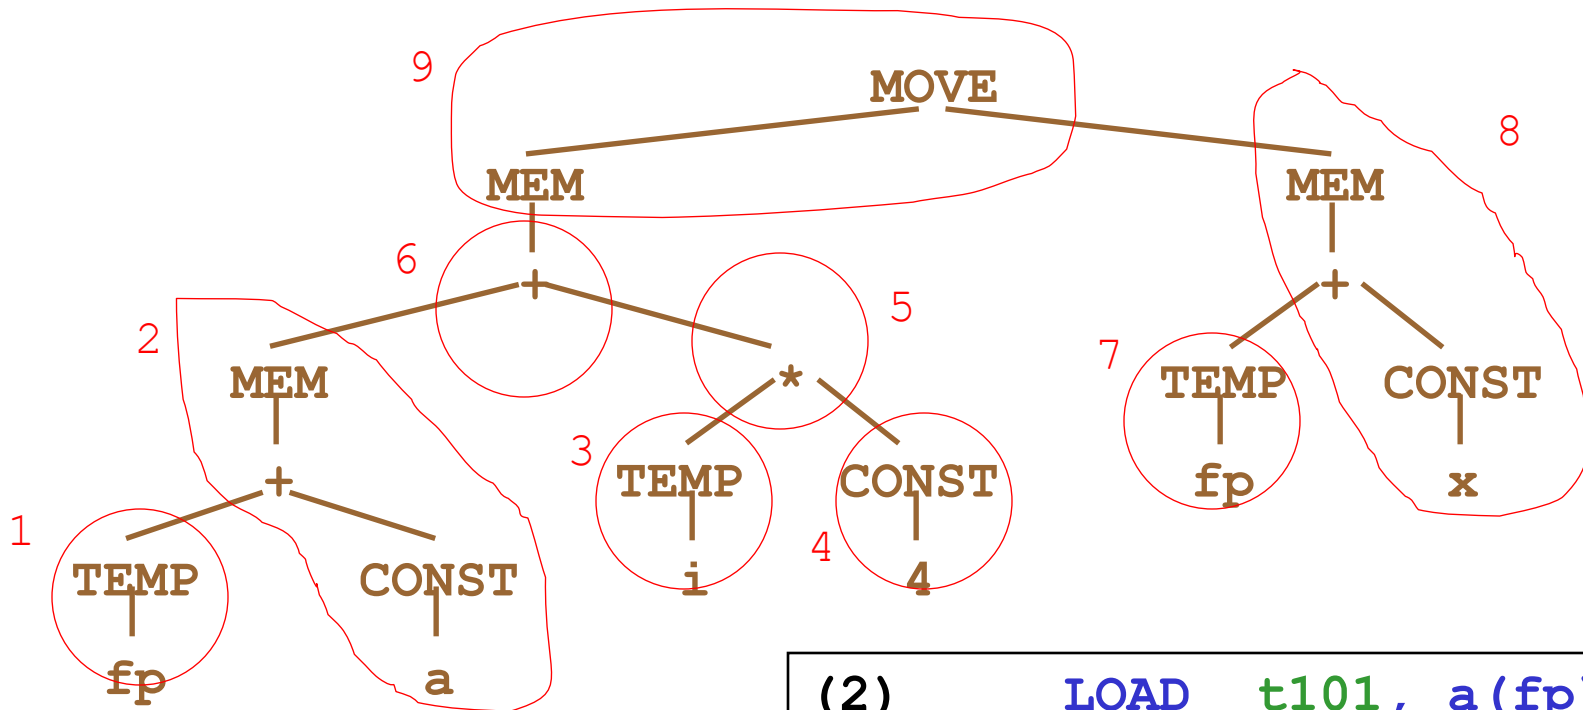 9
MOVE
8
MEM
MEM
6
+
+
5
2
7
MEM
*
TEMP
CONST
3
TEMP
CONST
+
fp
x
1
4
TEMP
CONST
i
4
fp
a
(2) LOAD t101, a(fp)